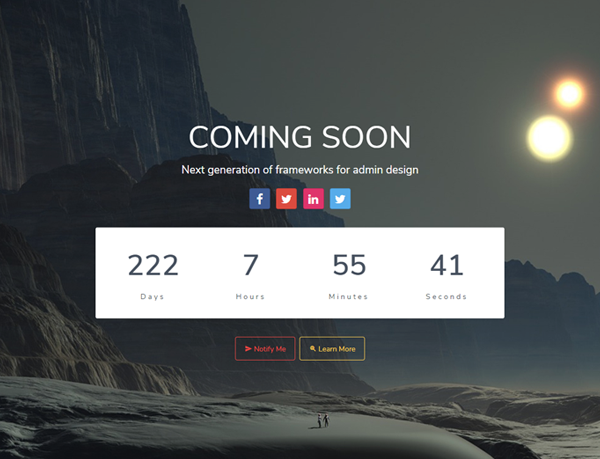 COMING SOON
Next generation of frameworks for admin design
f in
222 7 55 41
Days Hours Minutes Seconds
Notify Me Learn More